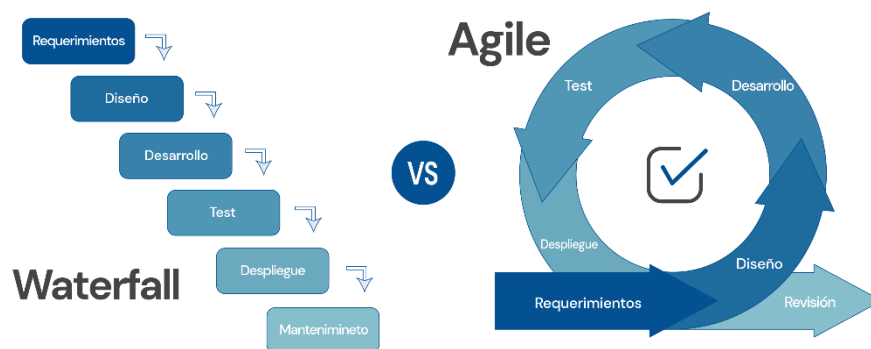 Requerimientos
Diseño
Desarrollo
Test
Despliegue
Mantenimineto
Waterfall
VS
Agile
Test
Desarrollo
Despliegue
Diseño
Requerimientos
Revisión